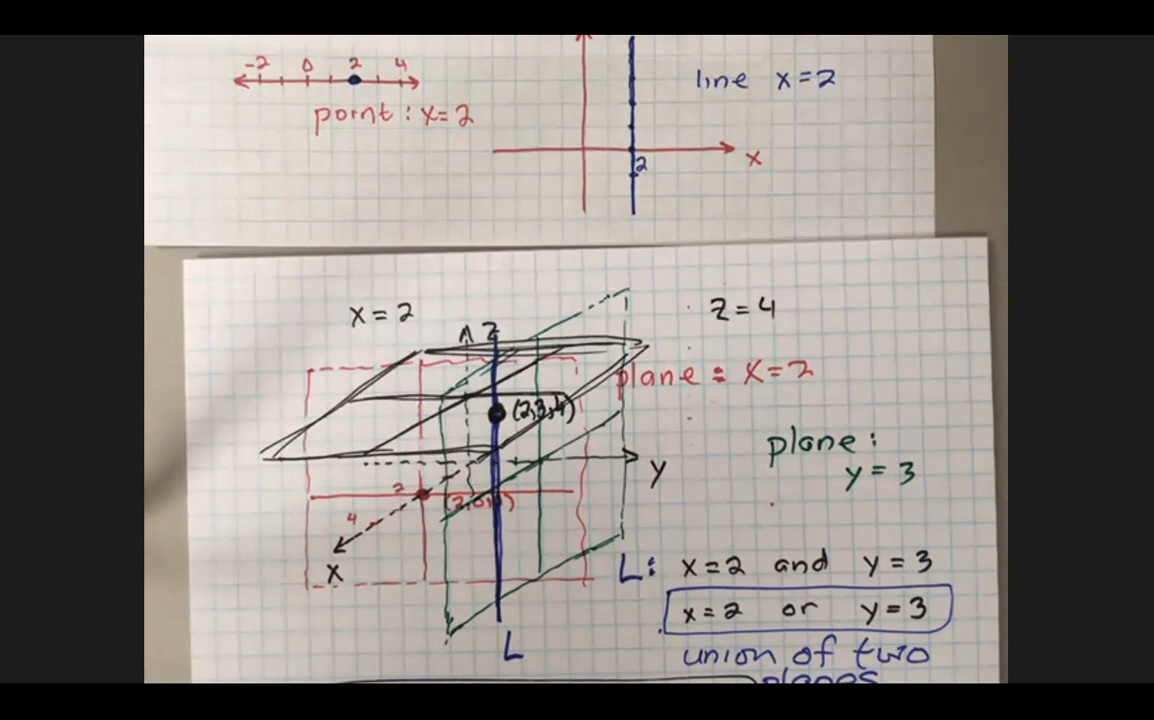 -2 0 2 4
point: x=2
line x=2
2
x
x = 2
z = 4
z
plane: x=2
(2,3,4)
plane:
y = 3
y
2
4
x
L: x=2 and y=3
x=2 or y=3
L
union of two
planes